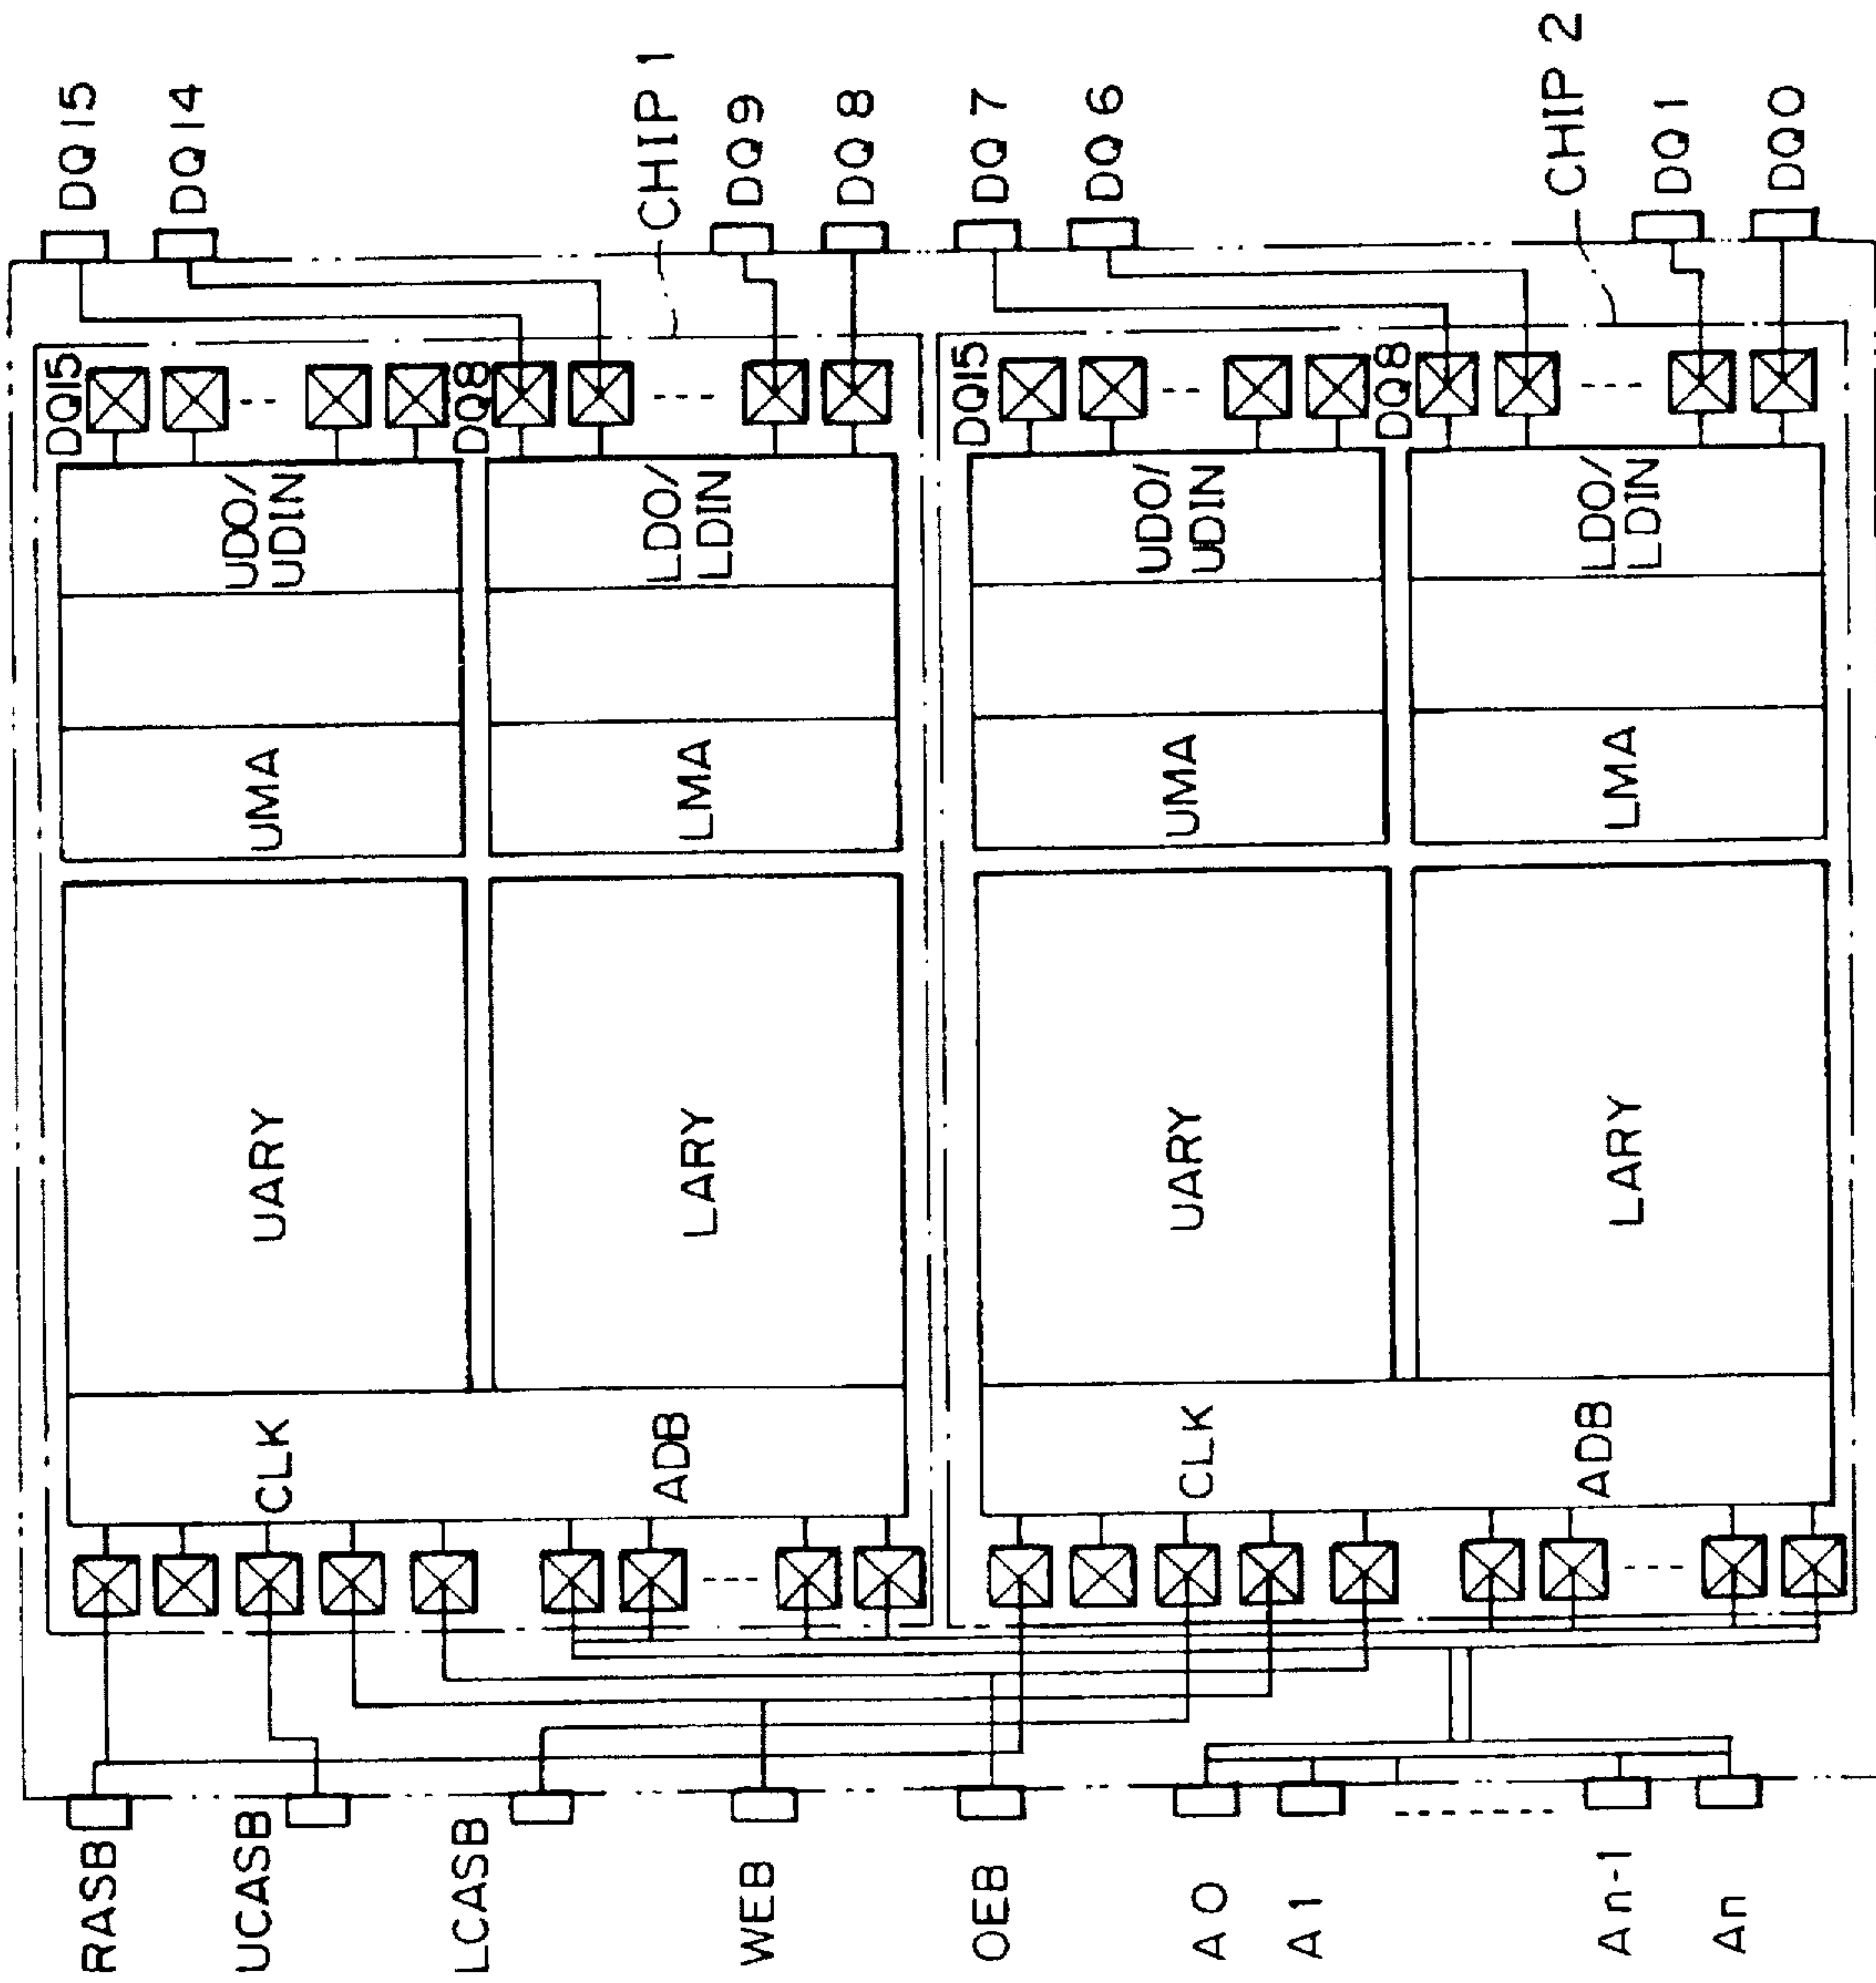 DQ15
DQ14
CHIP 1
DQ9
DQ8
DQ7
DQ6
CHIP 2
DQ1
DQ0
DQ15
DQ8
DQ15
DQ8
UDO/
UDIN
LDO/
LDIN
UDO/
UDIN
LDO/
LDIN
UMA
LMA
UMA
LMA
UARY
LARY
UARY
LARY
CLK
ADB
CLK
ADB
RASB
UCASB
LCASB
WEB
OEB
A0
A1
An-1
An